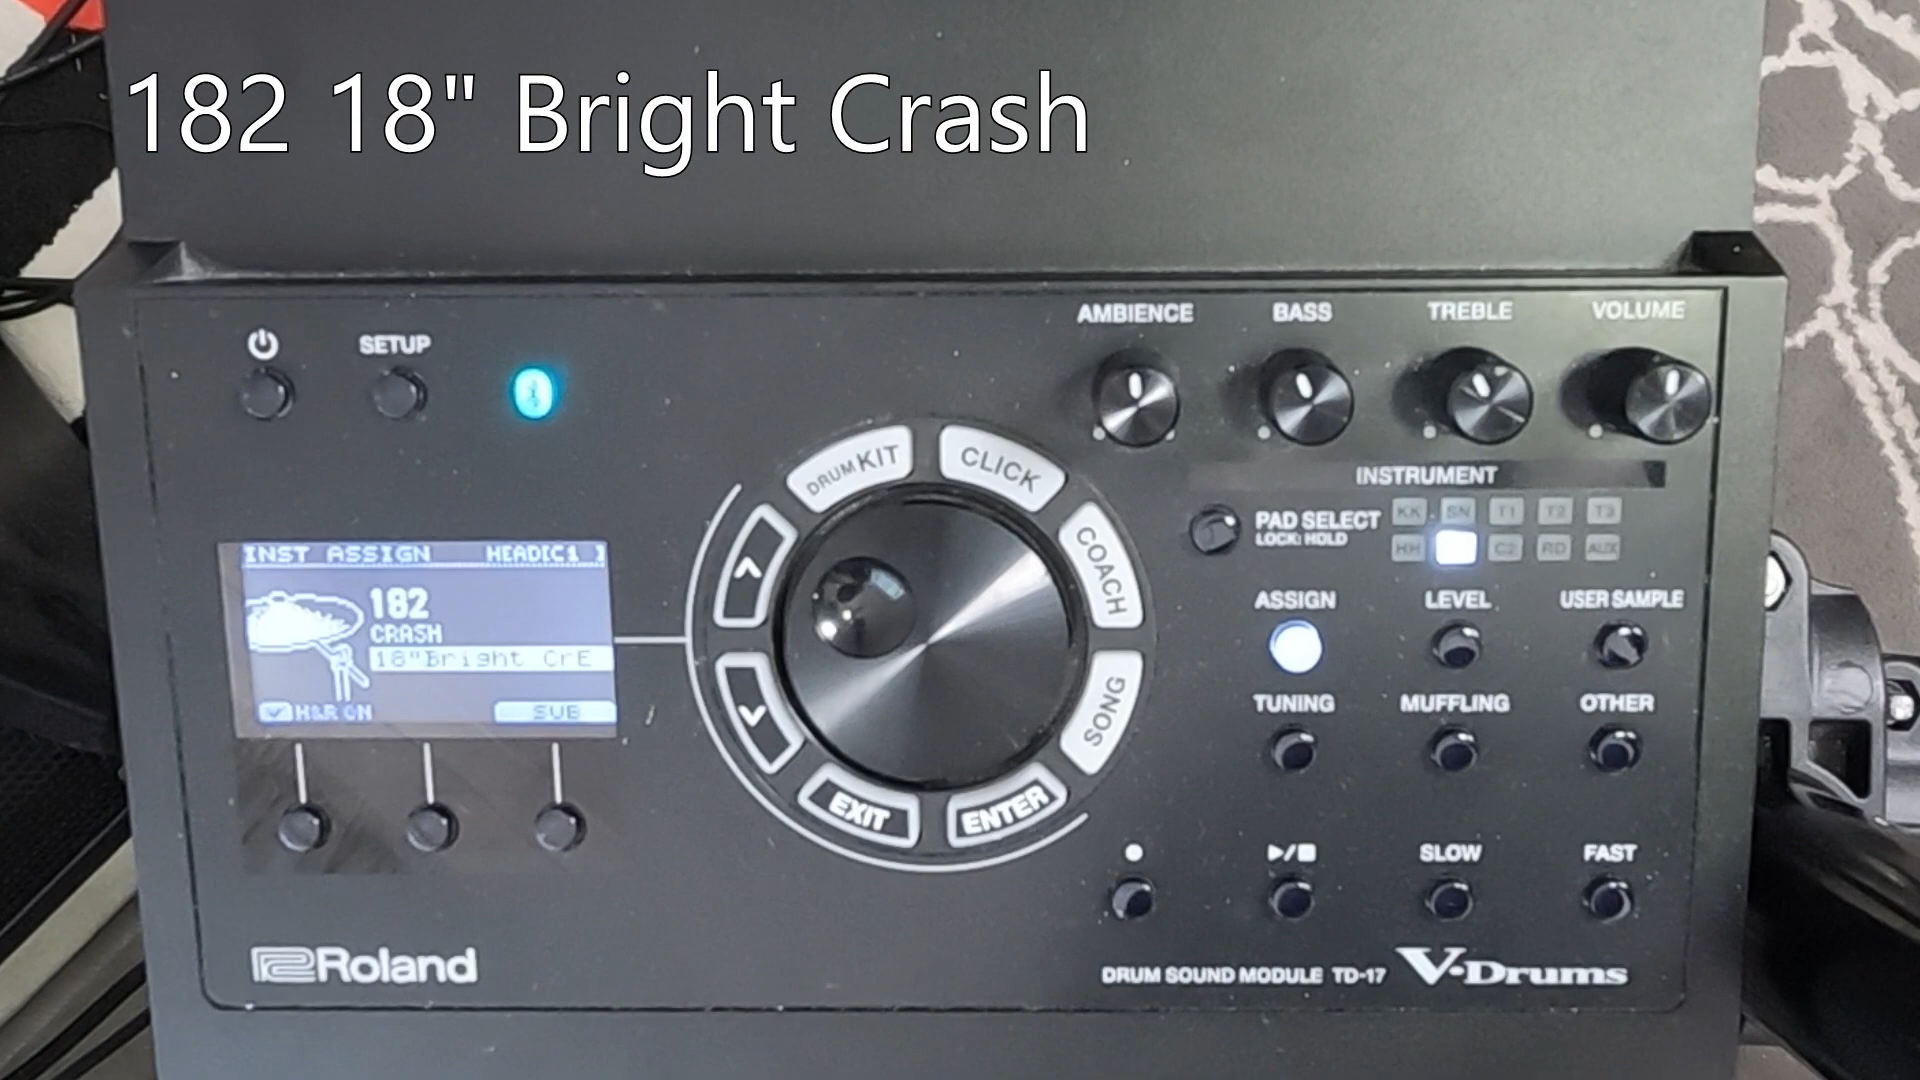 182 18" Bright Crash
AMBIENCE BASS TREBLE VOLUME
SETUP
DRUM KIT CLICK
INSTRUMENT
PAD SELECT KK SN T1 T2 T3
LOCK: HOLD HH C2 RD AUX
COACH
INST ASSIGN
182
CRASH
18"Bright CrE
H&R ON SUB
ASSIGN LEVEL USER SAMPLE
SONG
TUNING MUFFLING OTHER
EXIT ENTER
SLOW FAST
Roland
DRUM SOUND MODULE TD-17 V-Drums